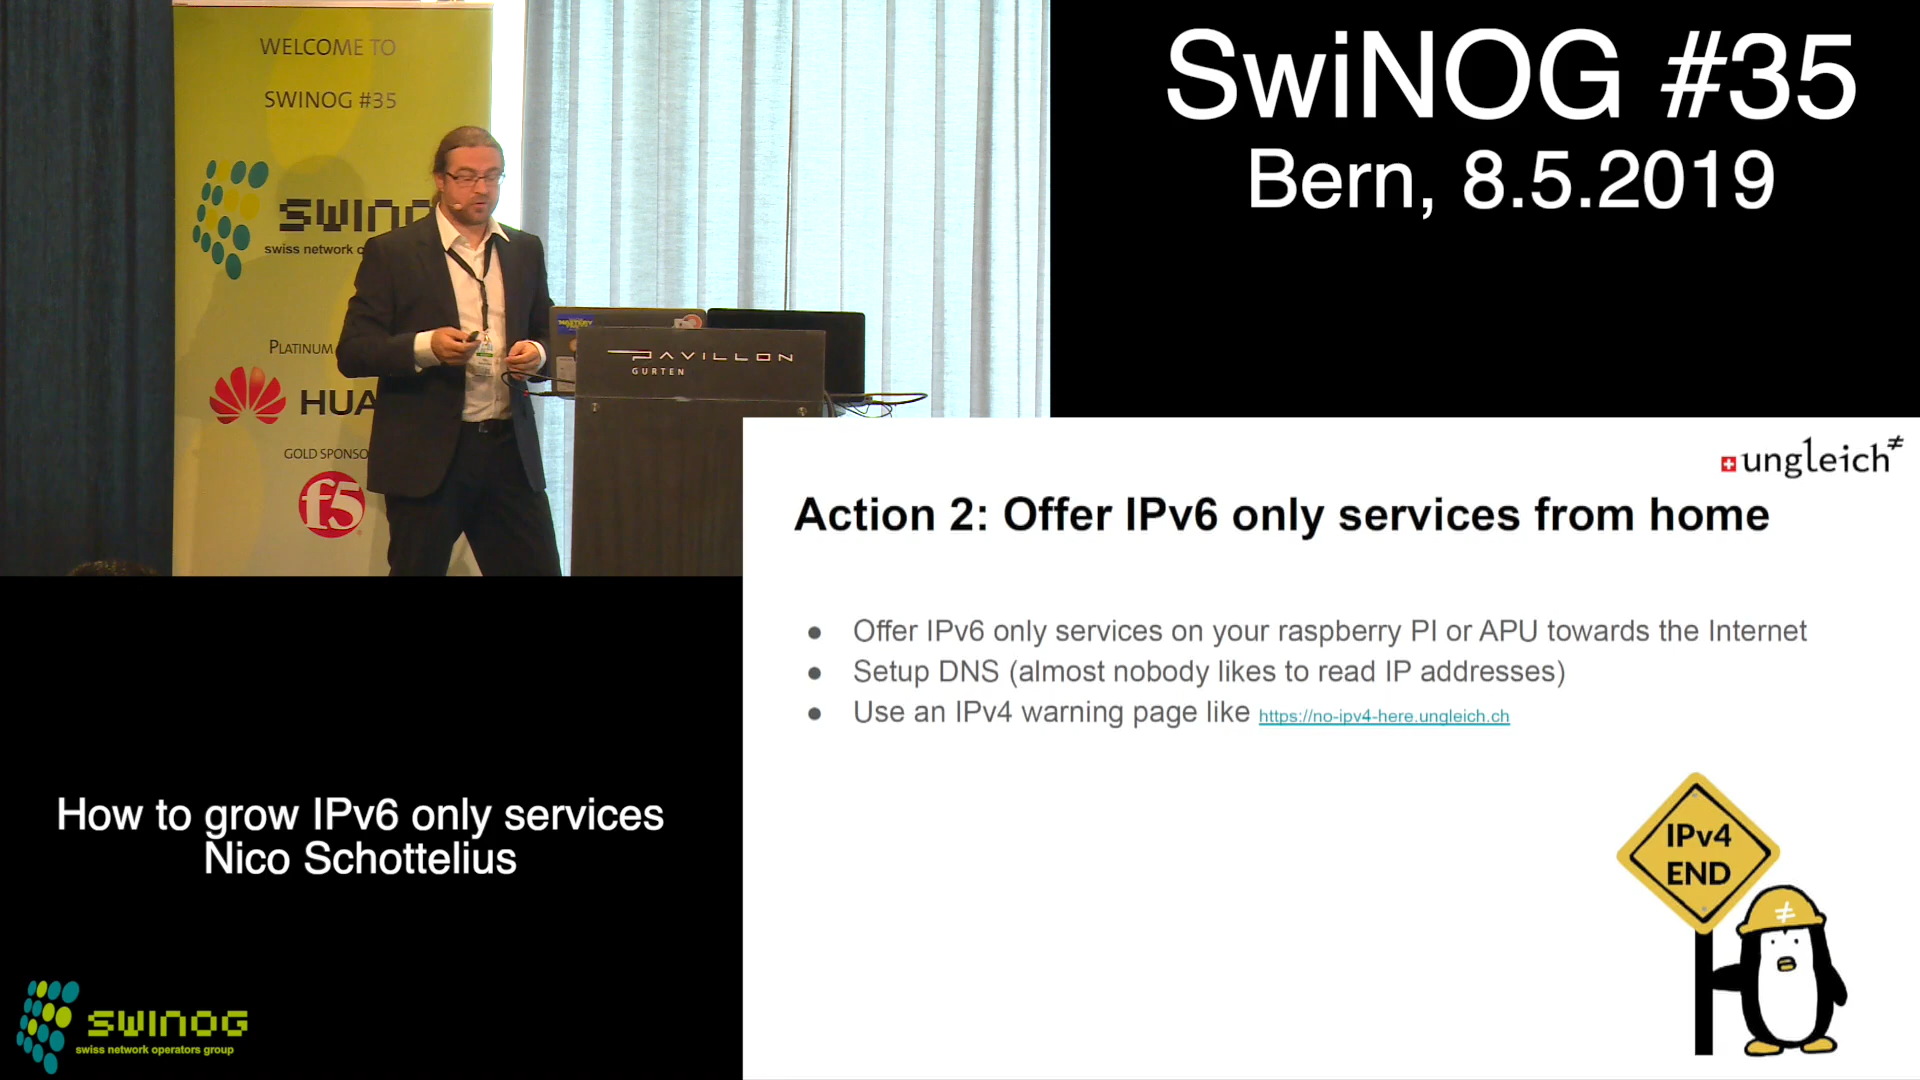 WELCOME TO
SWINOG #35
SWINO
swiss network o
PLATINUM
HUA
GOLD SPONSO
f5
PAVILLON
GURTEN
SwiNOG #35
Bern, 8.5.2019
ungleich≠
Action 2: Offer IPv6 only services from home
● Offer IPv6 only services on your raspberry PI or APU towards the Internet
● Setup DNS (almost nobody likes to read IP addresses)
● Use an IPv4 warning page like https://no-ipv4-here.ungleich.ch
IPv4
END
≠
How to grow IPv6 only services
Nico Schottelius
SWINOG
swiss network operators group